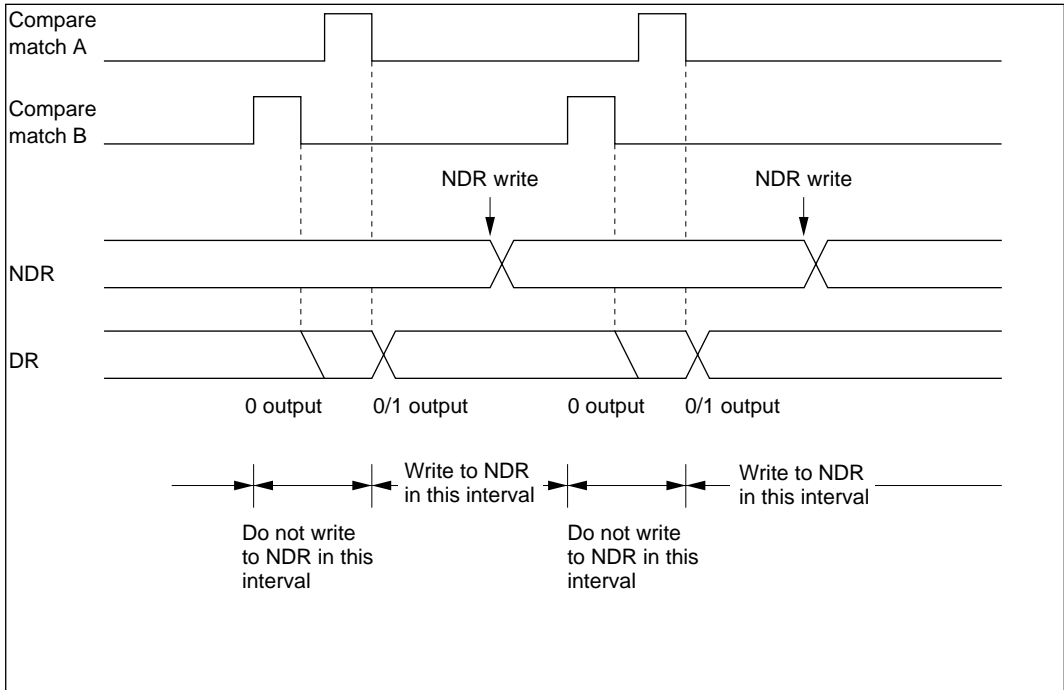 Compare
match A
Compare
match B
NDR write
NDR write
NDR
DR
0 output
0/1 output
0 output
0/1 output
Write to NDR
in this interval
Write to NDR
in this interval
Do not write
to NDR in this
interval
Do not write
to NDR in this
interval